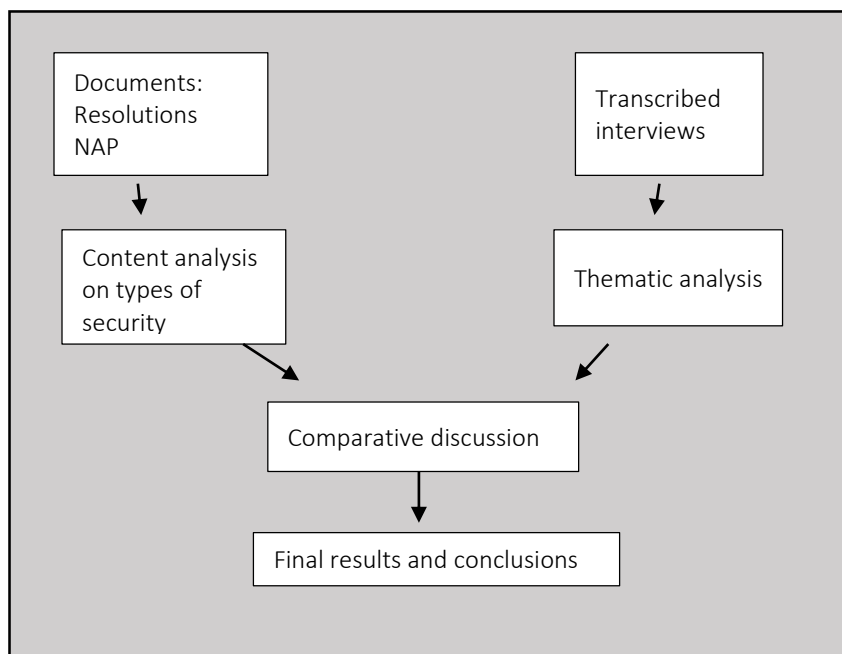 Documents:
Resolutions
NAP
Transcribed
interviews
Content analysis
on types of
security
Thematic analysis
Comparative discussion
Final results and conclusions